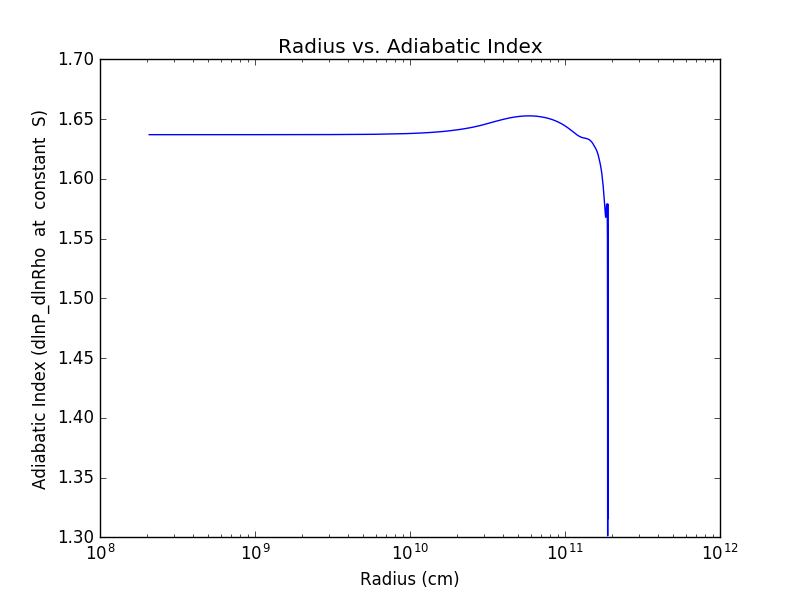 Radius vs. Adiabatic Index
1.70
1.65
1.60
1.55
1.50
1.45
1.40
1.35
1.30
Adiabatic Index (dlnP_dlnRho at constant S)
10^8 10^9 10^10 10^11 10^12
Radius (cm)